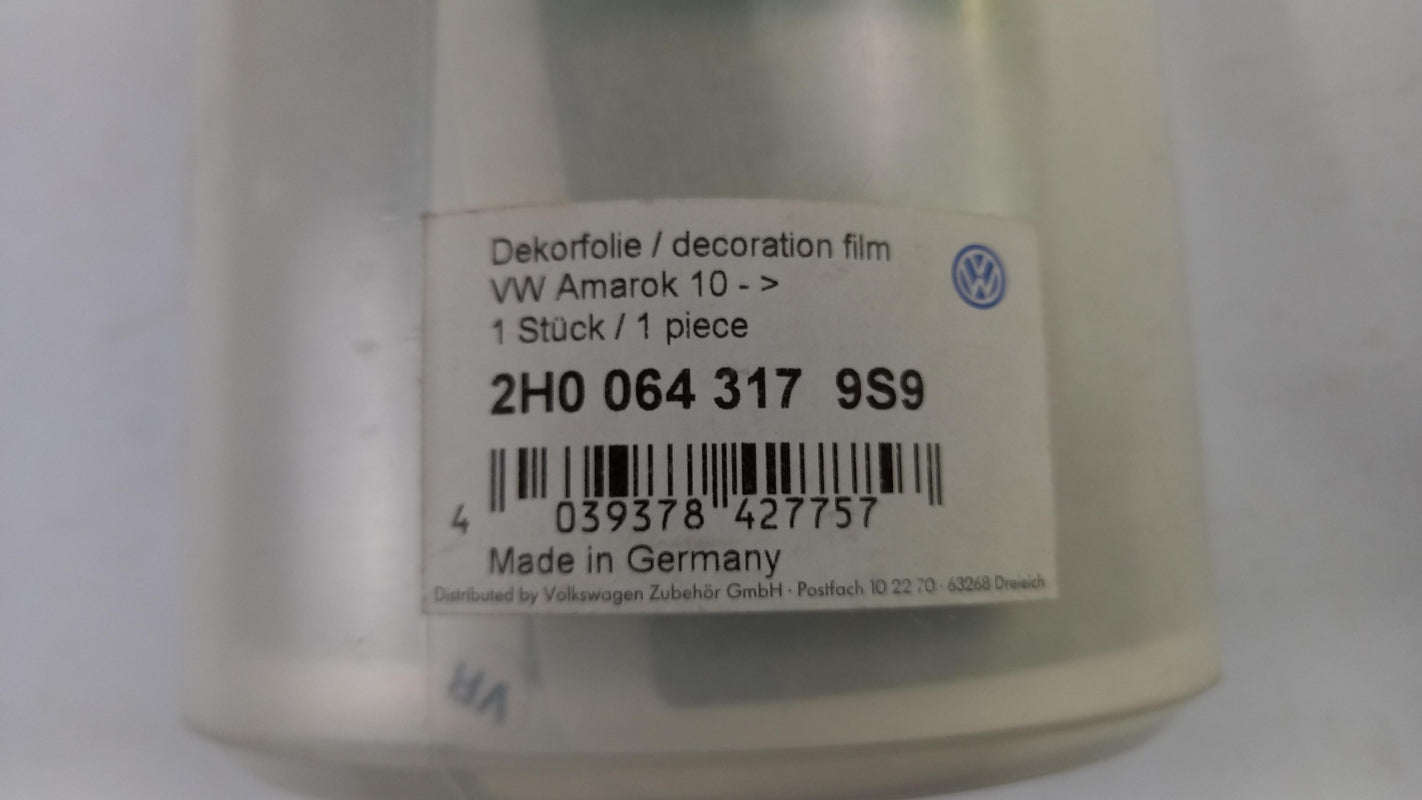 Dekorfolie / decoration film
VW Amarok 10 - >
1 Stück / 1 piece
2H0 064 317 9S9
4 039378 427757
Made in Germany
Distributed by Volkswagen Zubehör GmbH · Postfach 10 22 70 · 63268 Dreieich
VR